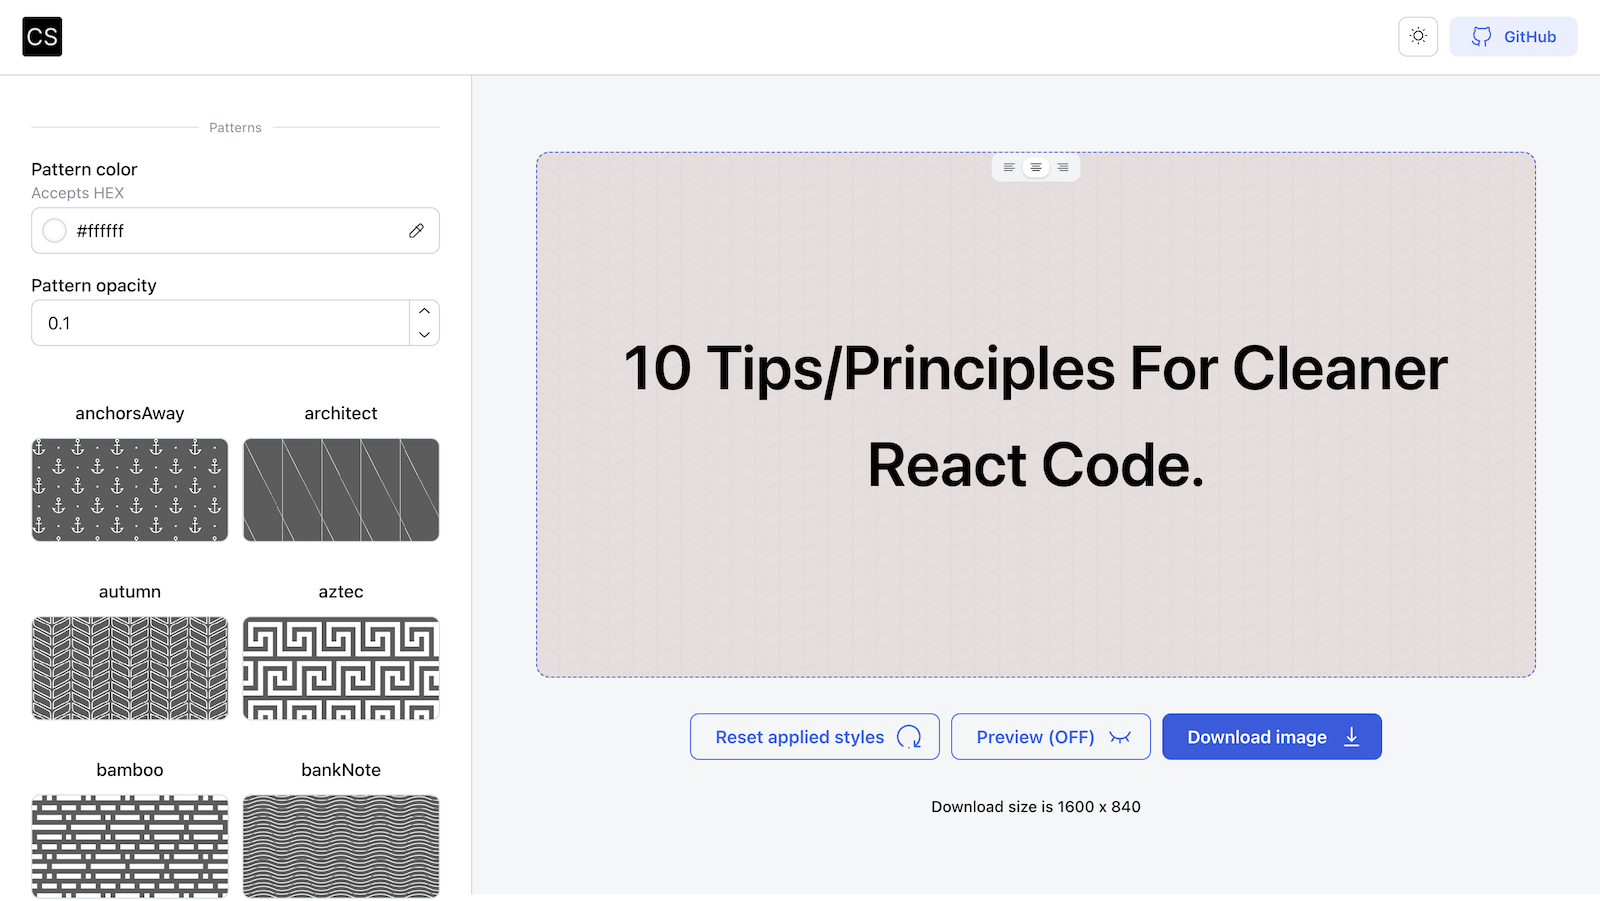 CS
GitHub
Patterns
Pattern color
Accepts HEX
#ffffff
Pattern opacity
0.1
anchorsAway
architect
autumn
aztec
bamboo
bankNote
10 Tips/Principles For Cleaner
React Code.
Reset applied styles
Preview (OFF)
Download image
Download size is 1600 x 840